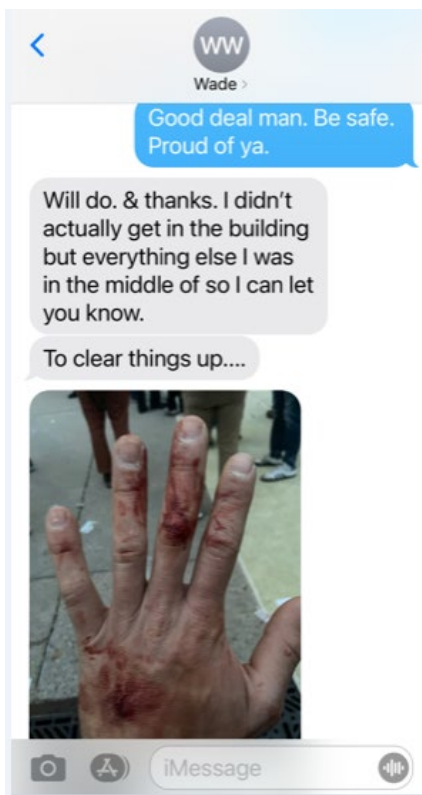 WW
Wade >
Good deal man. Be safe.
Proud of ya.
Will do. & thanks. I didn't
actually get in the building
but everything else I was
in the middle of so I can let
you know.
To clear things up....
iMessage